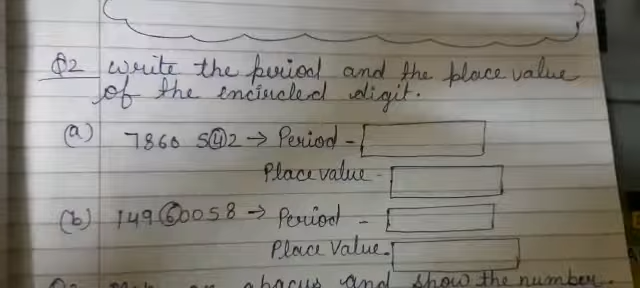 Q2 Write the period and the place value
of the encircled digit.
(a) 7860 542 → Period -
Place value -
(b) 14960058 → Period -
Place Value -
an abacus and show the number.